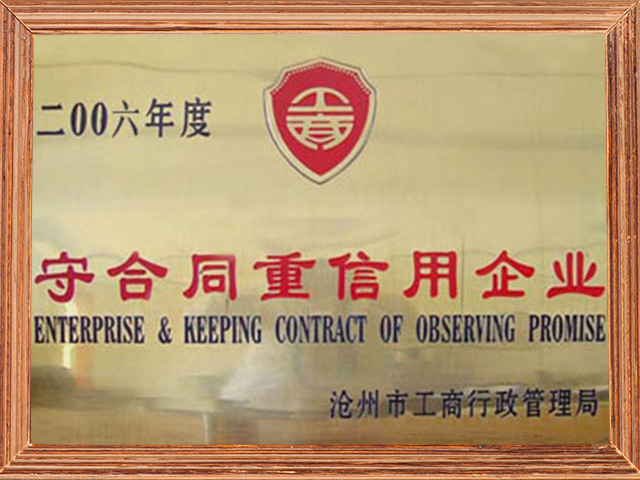 二00六年度
守合同重信用企业
ENTERPRISE & KEEPING CONTRACT OF OBSERVING PROMISE
沧州市工商行政管理局